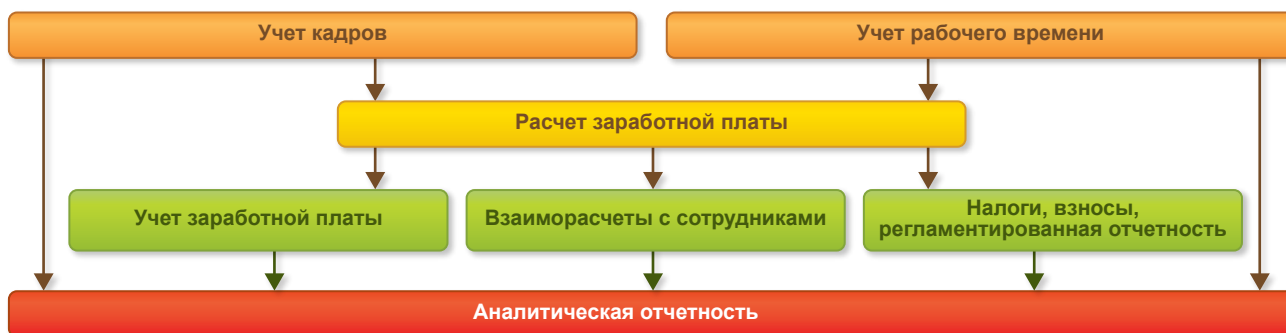 Учет кадров
Учет рабочего времени
Расчет заработной платы
Учет заработной платы
Взаиморасчеты с сотрудниками
Налоги, взносы,
регламентированная отчетность
Аналитическая отчетность